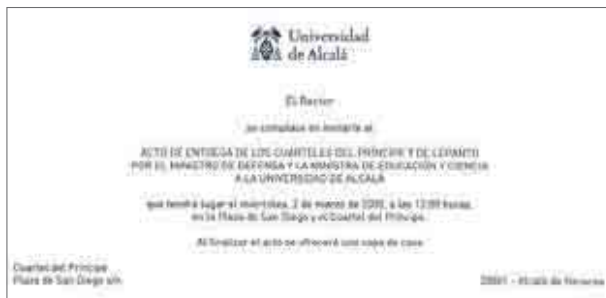 Universidad
de Alcalá
El Rector
se complace en invitarle al
ACTO DE ENTREGA DE LOS CUARTELES DEL PRÍNCIPE Y DE LEPANTO
POR EL MINISTRO DE DEFENSA Y LA MINISTRA DE EDUCACIÓN Y CIENCIA
A LA UNIVERSIDAD DE ALCALÁ
que tendrá lugar el miércoles, 2 de marzo de 2005, a las 12:00 horas,
en la Plaza de San Diego y el Cuartel del Príncipe.
Al finalizar el acto se ofrecerá una copa de cava
Cuartel del Príncipe
Plaza de San Diego s/n
28801 - Alcalá de Henares